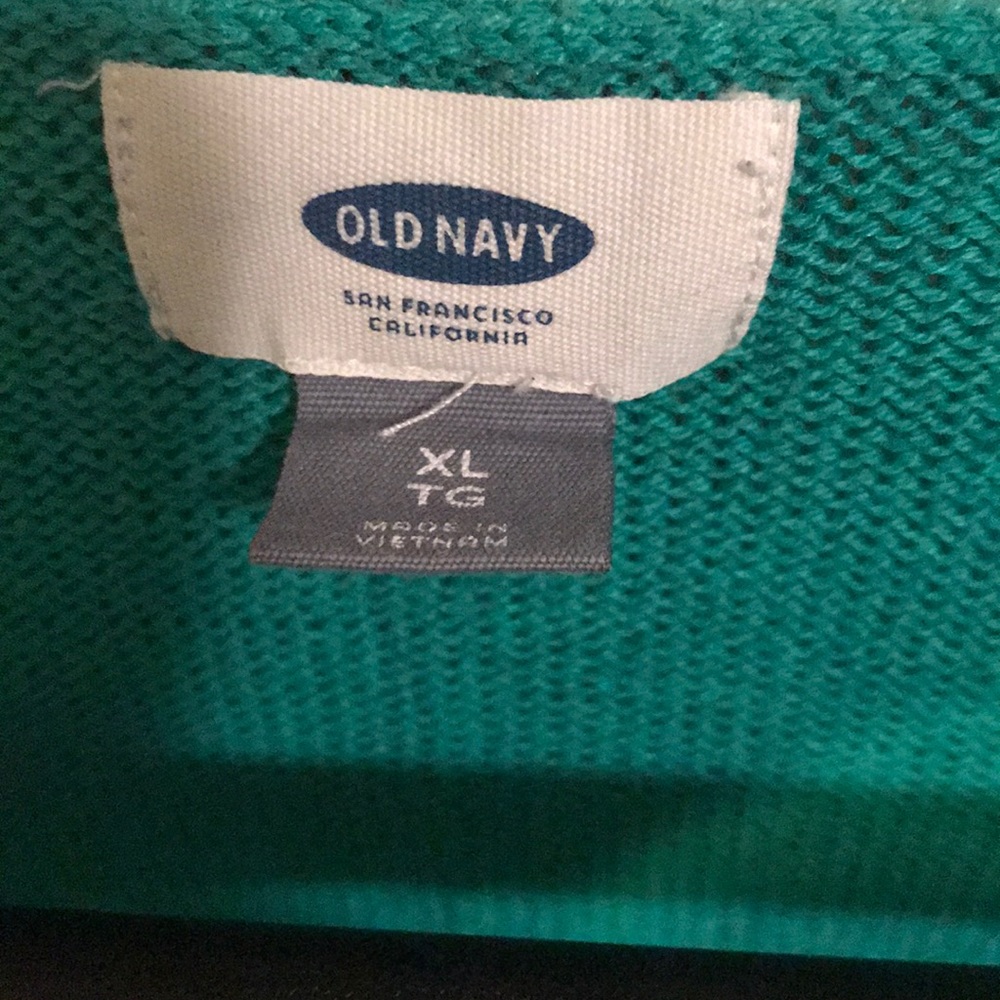 OLD NAVY
SAN FRANCISCO
CALIFORNIA
XL
TG
MADE IN
VIETNAM